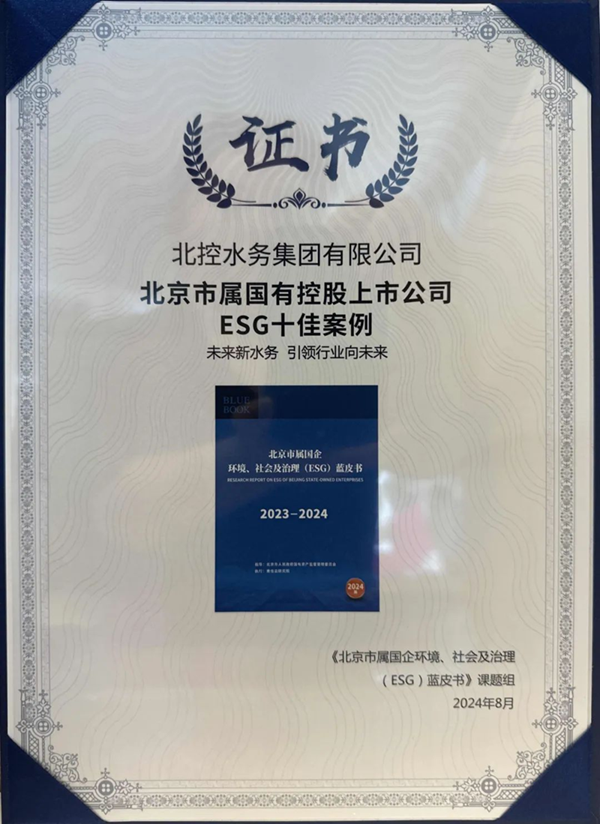 证书
北控水务集团有限公司
北京市属国有控股上市公司
ESG十佳案例
未来新水务 引领行业向未来
BLUE
BOOK
北京市属国企
环境、社会及治理（ESG）蓝皮书
RESEARCH REPORT ON ESG OF BEIJING STATE-OWNED ENTERPRISES
2023-2024
2024
《北京市属国企环境、社会及治理
（ESG）蓝皮书》课题组
2024年8月